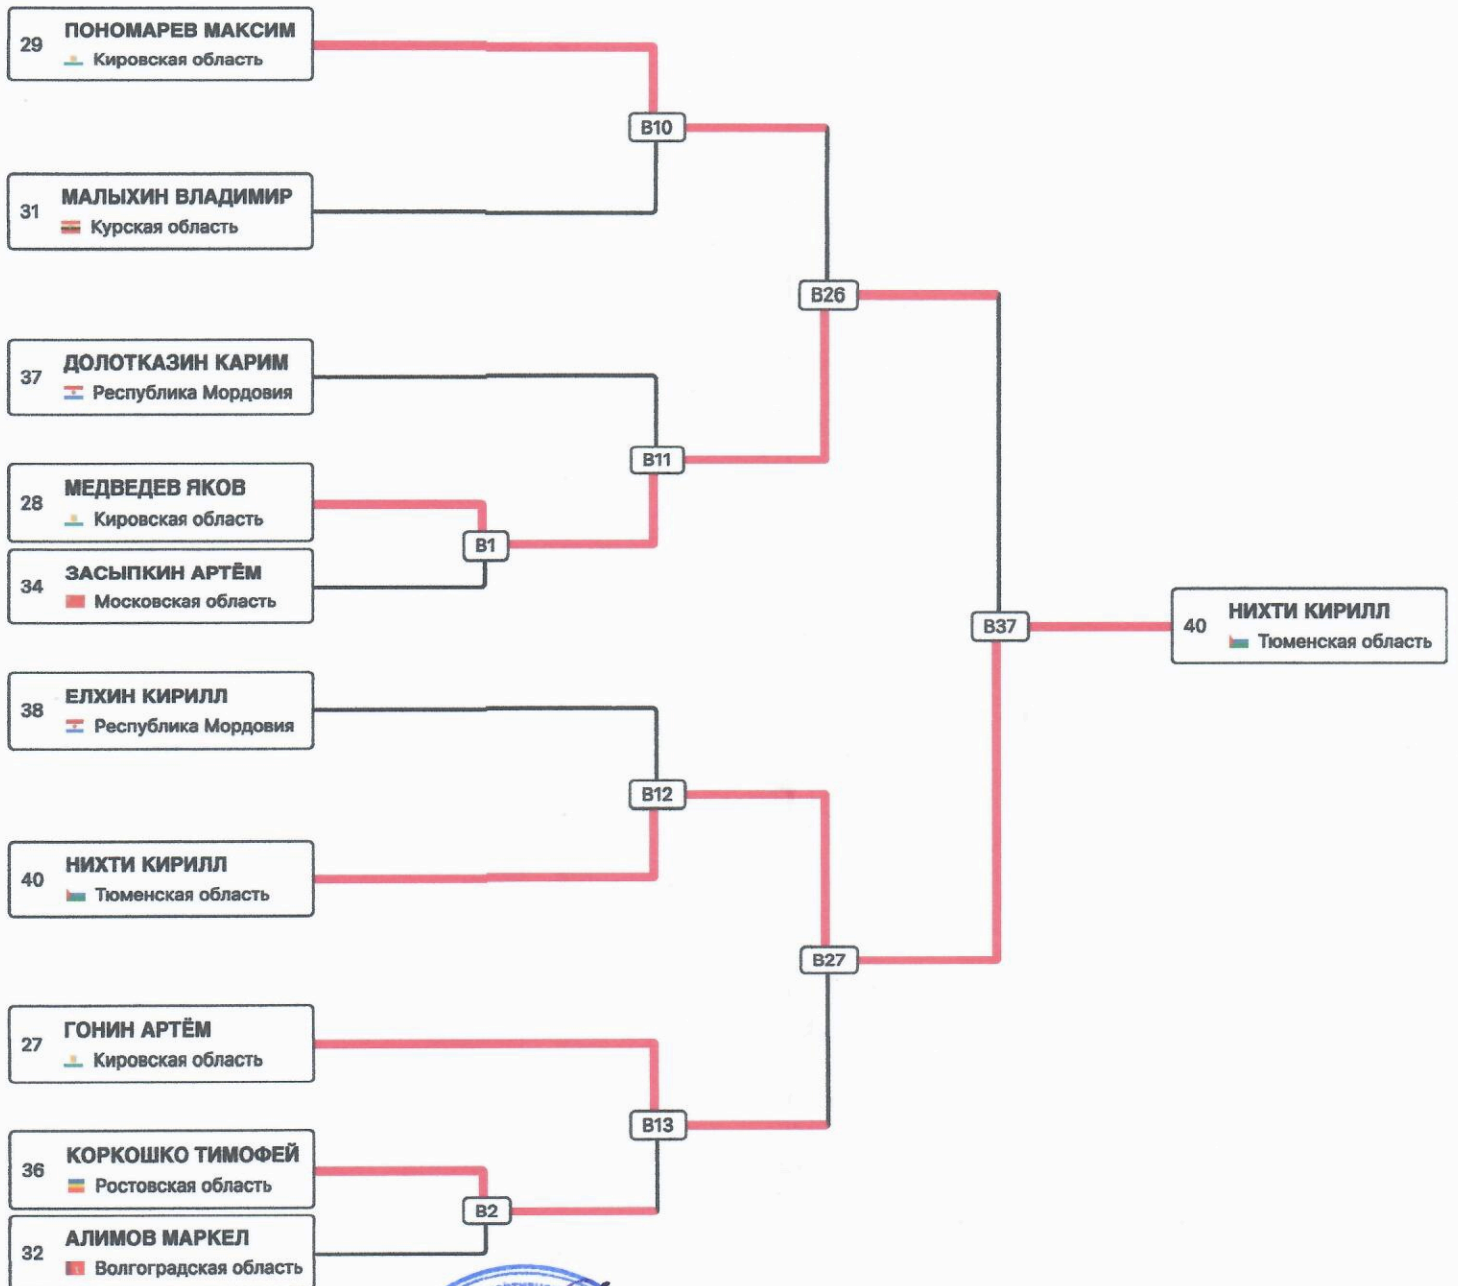 29
ПОНОМАРЕВ МАКСИМ
Кировская область
B10
31
МАЛЫХИН ВЛАДИМИР
Курская область
B26
37
ДОЛОТКАЗИН КАРИМ
Республика Мордовия
B11
28
МЕДВЕДЕВ ЯКОВ
Кировская область
B1
34
ЗАСЫПКИН АРТЁМ
Московская область
B37
40
НИХТИ КИРИЛЛ
Тюменская область
38
ЕЛХИН КИРИЛЛ
Республика Мордовия
B12
40
НИХТИ КИРИЛЛ
Тюменская область
B27
27
ГОНИН АРТЁМ
Кировская область
B13
36
КОРКОШКО ТИМОФЕЙ
Ростовская область
B2
32
АЛИМОВ МАРКЕЛ
Волгоградская область